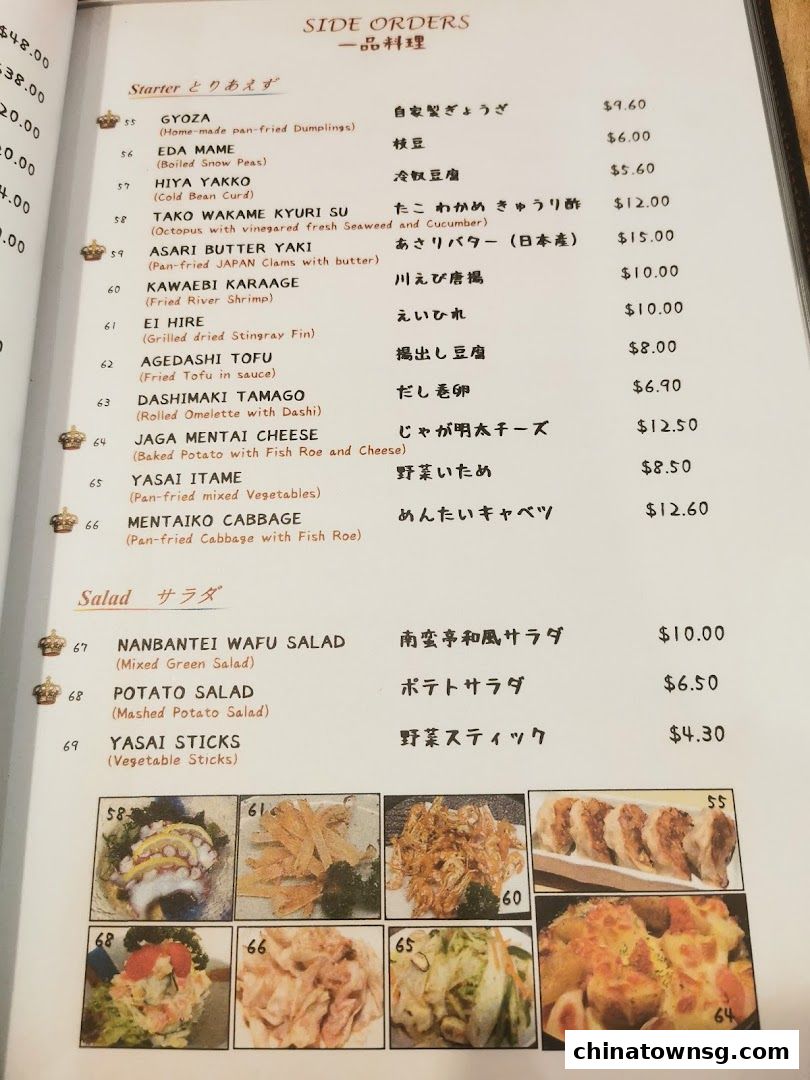 $48.00
$38.00
20.00
0.00
4.00
0.00
SIDE ORDERS
一品料理
Starter とりあえず
55 GYOZA 自家製ぎょうざ $9.60
(Home-made pan-fried Dumplings)
56 EDA MAME 枝豆 $6.00
(Boiled Snow Peas)
57 HIYA YAKKO 冷奴豆腐 $5.60
(Cold Bean Curd)
58 TAKO WAKAME KYURI SU たこ わかめ きゅうり酢 $12.00
(Octopus with vinegared fresh Seaweed and Cucumber)
59 ASARI BUTTER YAKI あさりバター (日本産) $15.00
(Pan-fried JAPAN Clams with butter)
60 KAWAEBI KARAAGE 川えび唐揚 $10.00
(Fried River Shrimp)
61 EI HIRE えいひれ $10.00
(Grilled dried Stingray Fin)
62 AGEDASHI TOFU 揚出し豆腐 $8.00
(Fried Tofu in sauce)
63 DASHIMAKI TAMAGO だし巻卵 $6.90
(Rolled Omelette with Dashi)
64 JAGA MENTAI CHEESE じゃが明太チーズ $12.50
(Baked Potato with Fish Roe and Cheese)
65 YASAI ITAME 野菜いため $8.50
(Pan-fried mixed Vegetables)
66 MENTAIKO CABBAGE めんたいキャベツ $12.60
(Pan-fried Cabbage with Fish Roe)
Salad サラダ
67 NANBANTEI WAFU SALAD 南蛮亭和風サラダ $10.00
(Mixed Green Salad)
68 POTATO SALAD ポテトサラダ $6.50
(Mashed Potato Salad)
69 YASAI STICKS 野菜スティック $4.30
(Vegetable Sticks)
58 61 60 55
68 66 65 64
chinatownsg.com